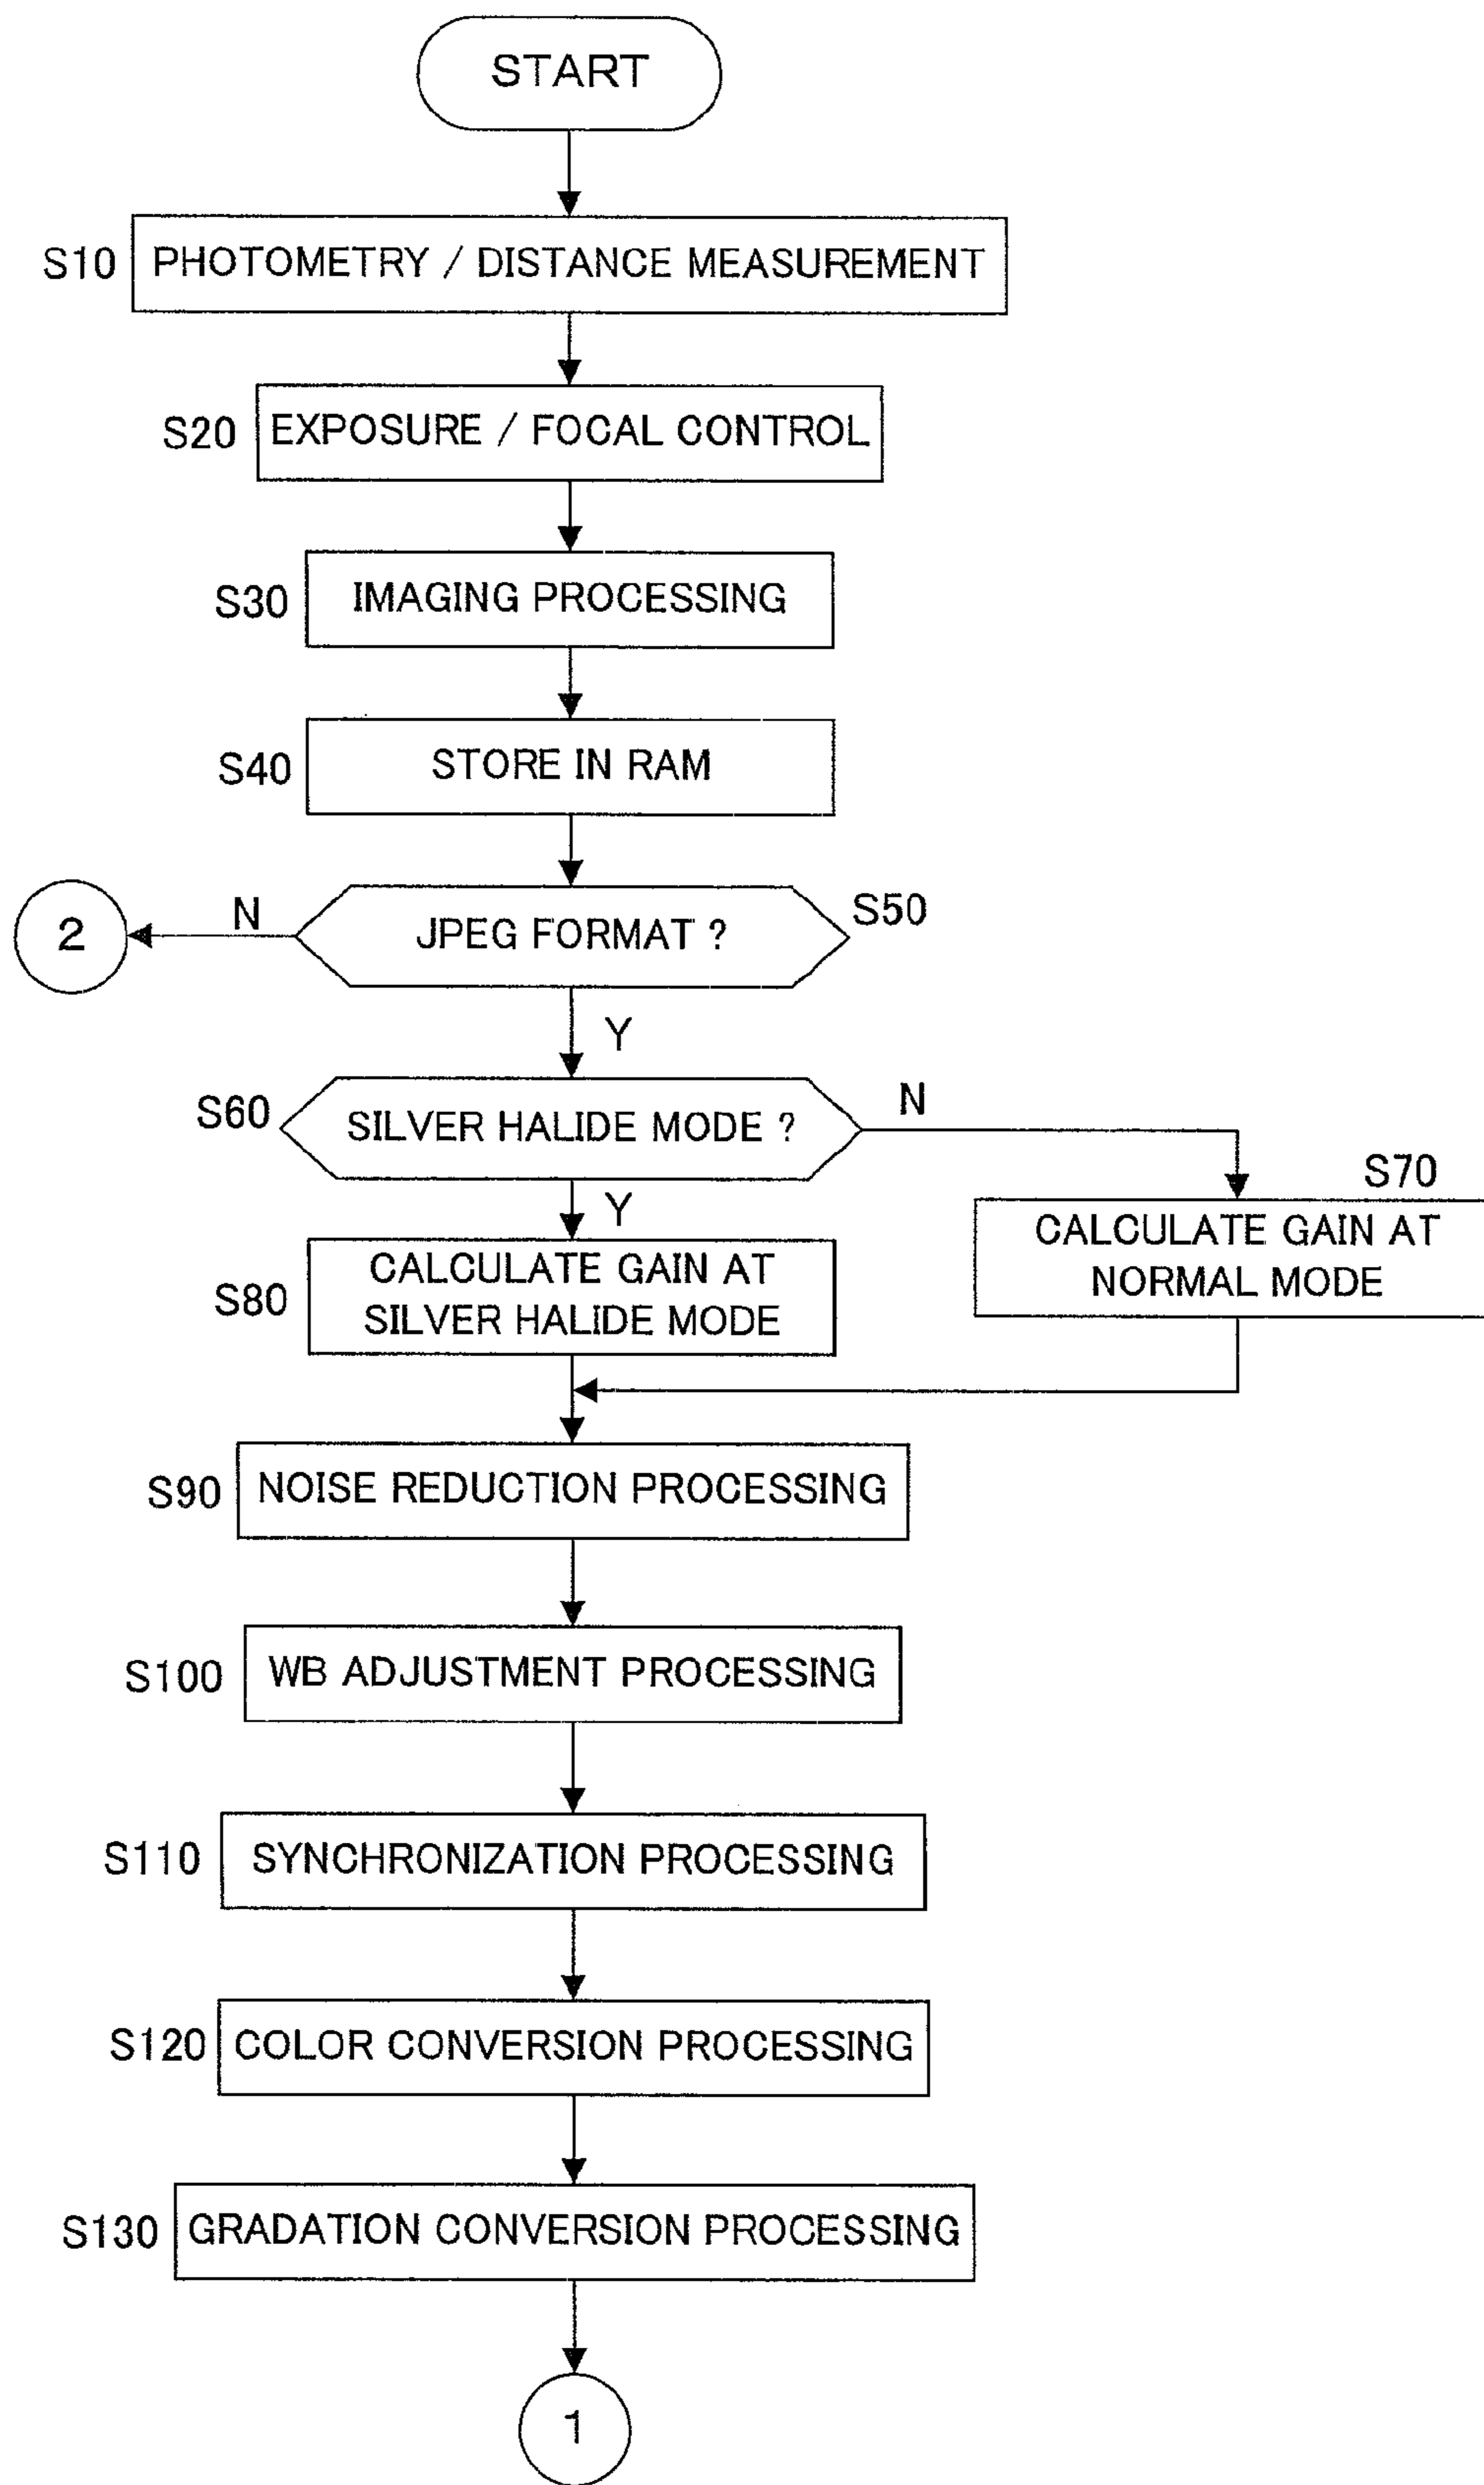 START
S10 PHOTOMETRY / DISTANCE MEASUREMENT
S20 EXPOSURE / FOCAL CONTROL
S30 IMAGING PROCESSING
S40 STORE IN RAM
2 N JPEG FORMAT ? S50
Y
S60 SILVER HALIDE MODE ? N
Y
S70
CALCULATE GAIN AT
NORMAL MODE
S80
CALCULATE GAIN AT
SILVER HALIDE MODE
S90 NOISE REDUCTION PROCESSING
S100 WB ADJUSTMENT PROCESSING
S110 SYNCHRONIZATION PROCESSING
S120 COLOR CONVERSION PROCESSING
S130 GRADATION CONVERSION PROCESSING
1